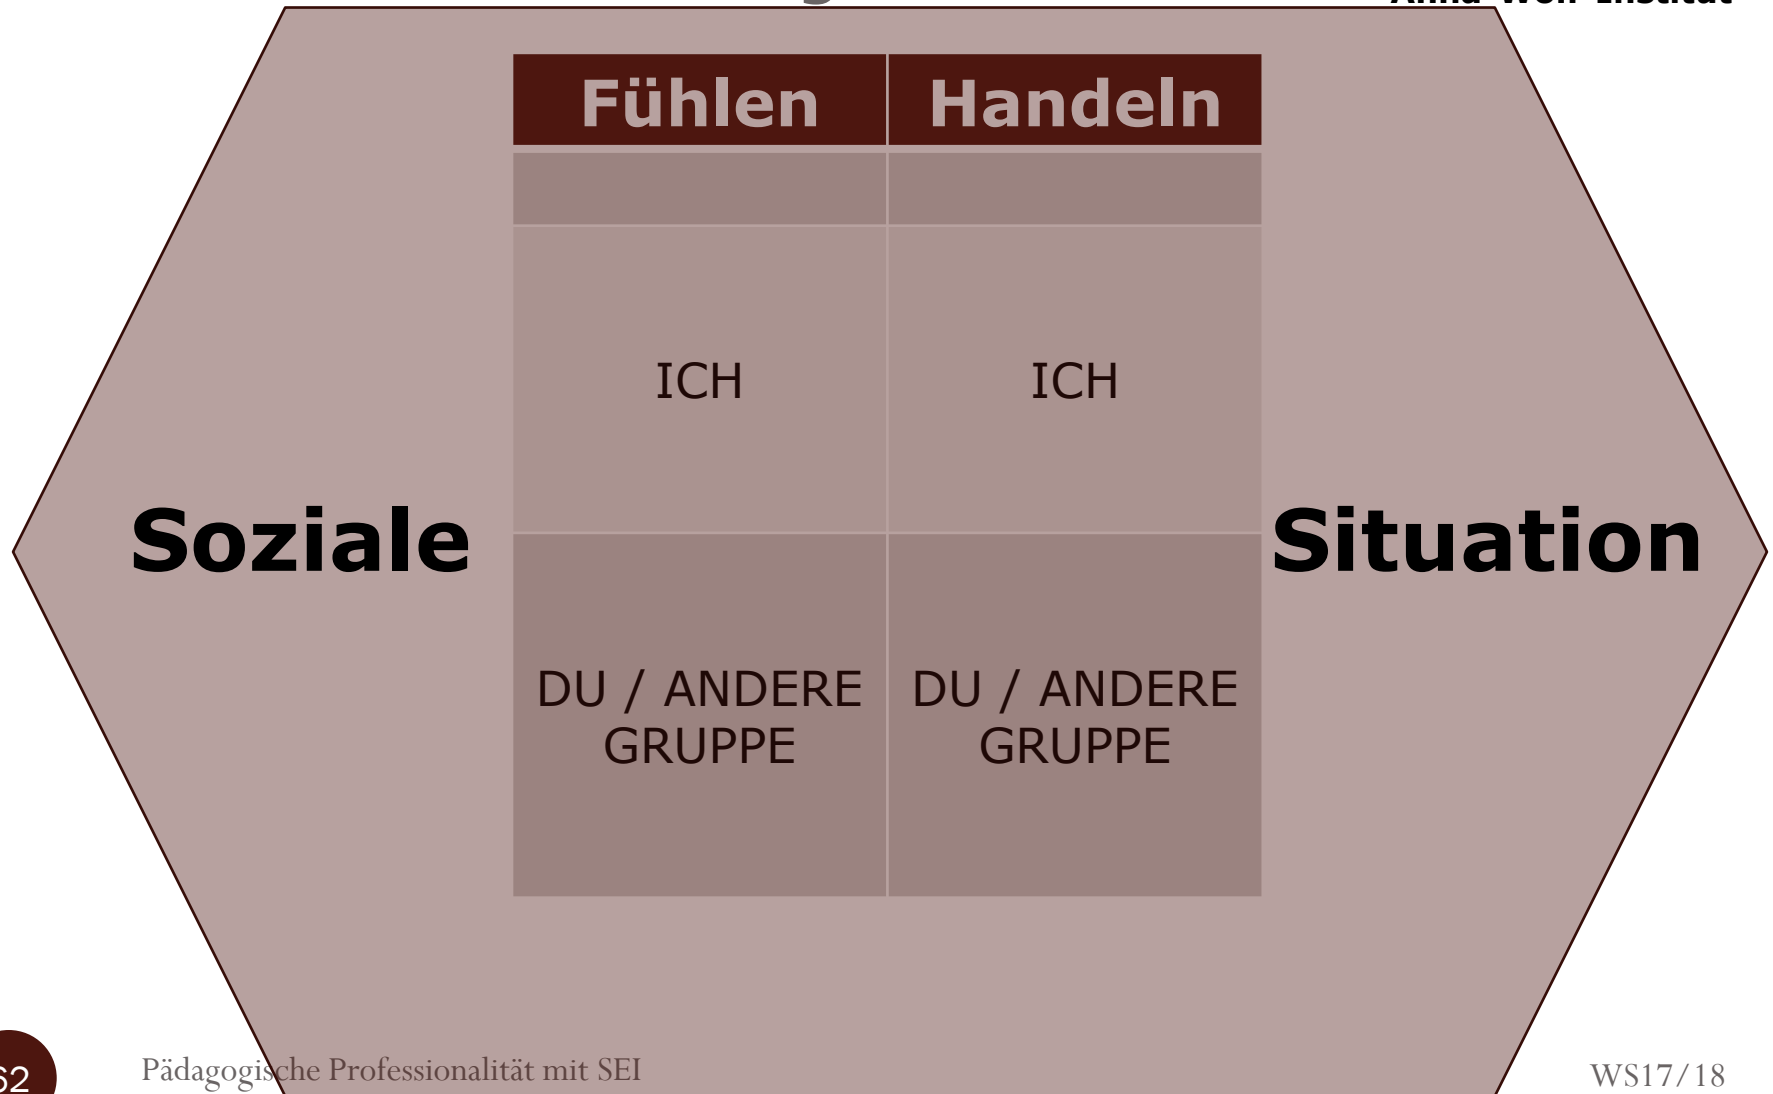 Fühlen Handeln
ICH ICH
Soziale Situation
DU / ANDERE DU / ANDERE
GRUPPE GRUPPE
Pädagogische Professionalität mit SEI
WS17/18